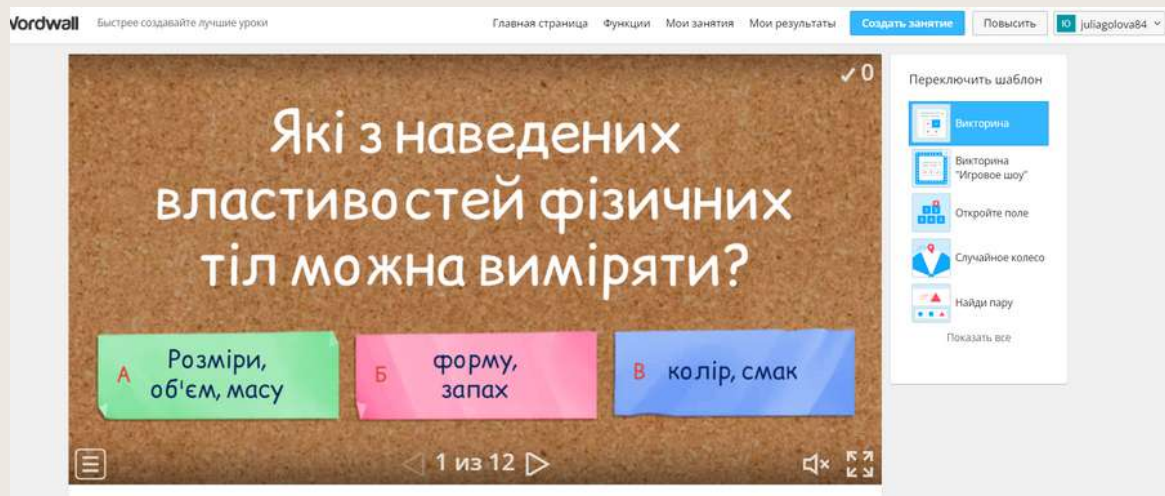 Wordwall
Быстрее создавайте лучшие уроки
Главная страница
Функции
Мои занятия
Мои результаты
Создать занятие
Повысить
Ю
juliagolova84
✓ 0
Які з наведених
властивостей фізичних
тіл можна виміряти?
А
Розміри,
об'єм, масу
Б
форму,
запах
В
колір, смак
1 из 12
Переключить шаблон
Викторина
Викторина
"Игровое шоу"
Откройте поле
Случайное колесо
Найди пару
Показать все